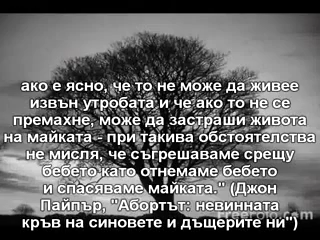 ако е ясно, че то не може да живее
извън утробата и че ако то не се
премахне, може да застраши живота
на майката - при такива обстоятелства
не мисля, че съгрешаваме срещу
бебето като отнемаме бебето
и спасяваме майката." (Джон
Пайпър, "Абортът: невинната
кръв на синовете и дъщерите ни")
freefoto.com